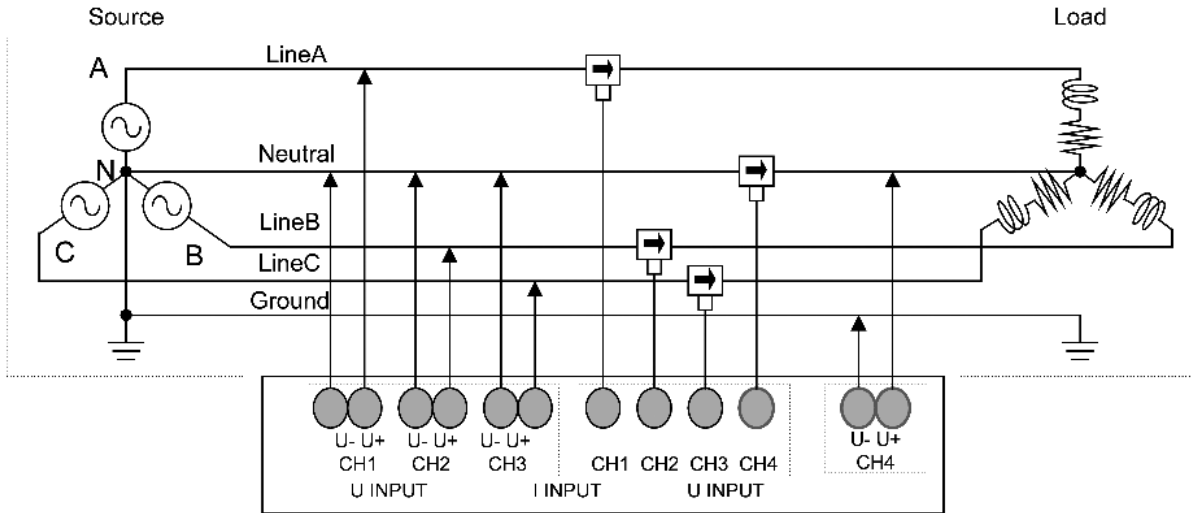 Source
Load
A
LineA
N
Neutral
C
B
LineB
LineC
Ground
U- U+ U- U+ U- U+
CH1 CH2 CH3
CH1 CH2 CH3 CH4
U- U+
CH4
U INPUT I INPUT U INPUT